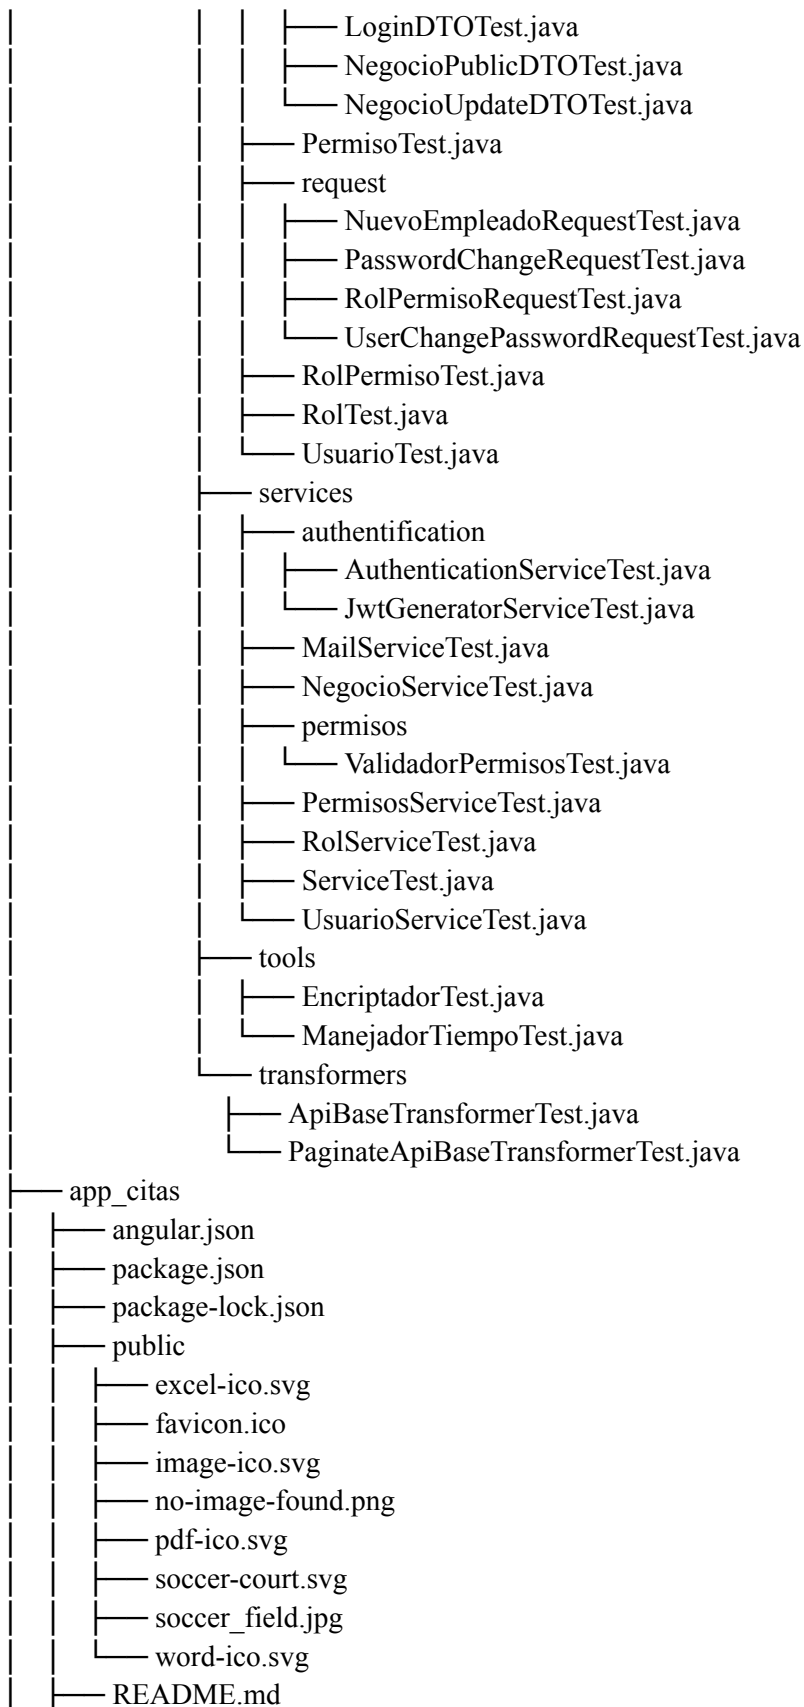 │ │ │ │ ├── LoginDTOTest.java
│ │ │ │ ├── NegocioPublicDTOTest.java
│ │ │ │ └── NegocioUpdateDTOTest.java
│ │ │ ├── PermisoTest.java
│ │ │ ├── request
│ │ │ │ ├── NuevoEmpleadoRequestTest.java
│ │ │ │ ├── PasswordChangeRequestTest.java
│ │ │ │ ├── RolPermisoRequestTest.java
│ │ │ │ └── UserChangePasswordRequestTest.java
│ │ │ ├── RolPermisoTest.java
│ │ │ ├── RolTest.java
│ │ │ └── UsuarioTest.java
│ │ ├── services
│ │ │ ├── authentification
│ │ │ │ ├── AuthenticationServiceTest.java
│ │ │ │ └── JwtGeneratorServiceTest.java
│ │ │ ├── MailServiceTest.java
│ │ │ ├── NegocioServiceTest.java
│ │ │ ├── permisos
│ │ │ │ └── ValidadorPermisosTest.java
│ │ │ ├── PermisosServiceTest.java
│ │ │ ├── RolServiceTest.java
│ │ │ ├── ServiceTest.java
│ │ │ └── UsuarioServiceTest.java
│ │ ├── tools
│ │ │ ├── EncriptadorTest.java
│ │ │ └── ManejadorTiempoTest.java
│ │ └── transformers
│ ├── ApiBaseTransformerTest.java
│ └── PaginateApiBaseTransformerTest.java
├── app_citas
│ ├── angular.json
│ ├── package.json
│ ├── package-lock.json
│ ├── public
│ │ ├── excel-ico.svg
│ │ ├── favicon.ico
│ │ ├── image-ico.svg
│ │ ├── no-image-found.png
│ │ ├── pdf-ico.svg
│ │ ├── soccer-court.svg
│ │ ├── soccer_field.jpg
│ │ └── word-ico.svg
│ ├── README.md